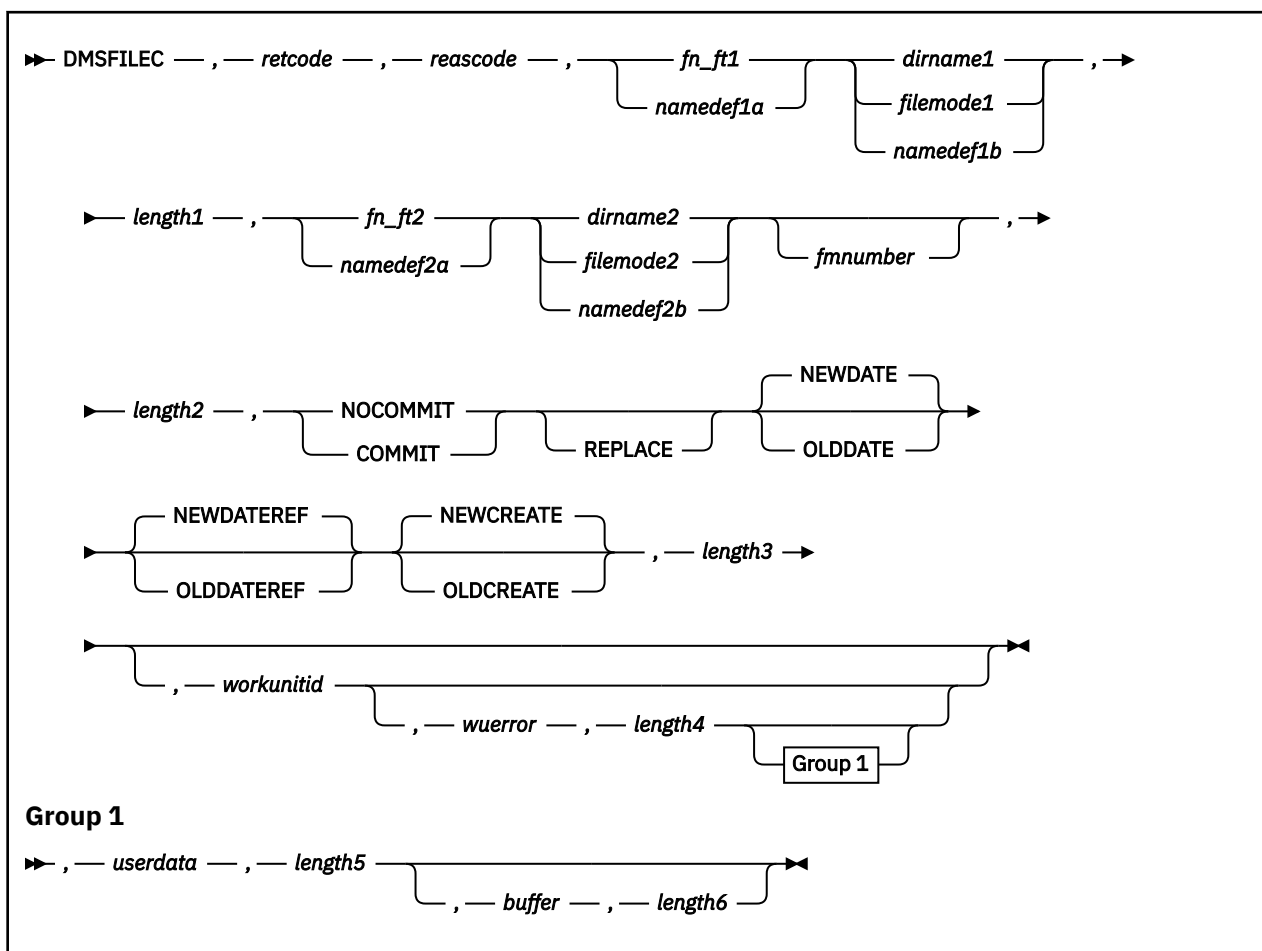 DMSFILEC , retcode , reascode , fn_ft1 dirname1 ,
namedef1a filemode1
namedef1b
length1 , fn_ft2 dirname2 ,
namedef2a filemode2 fmnumber
namedef2b
NEWDATE
length2 , NOCOMMIT
COMMIT REPLACE OLDDATE
NEWDATEREF NEWCREATE
, length3
OLDDATEREF OLDCREATE
, workunitid
, wuerror , length4
Group 1
Group 1
, userdata , length5
, buffer , length6